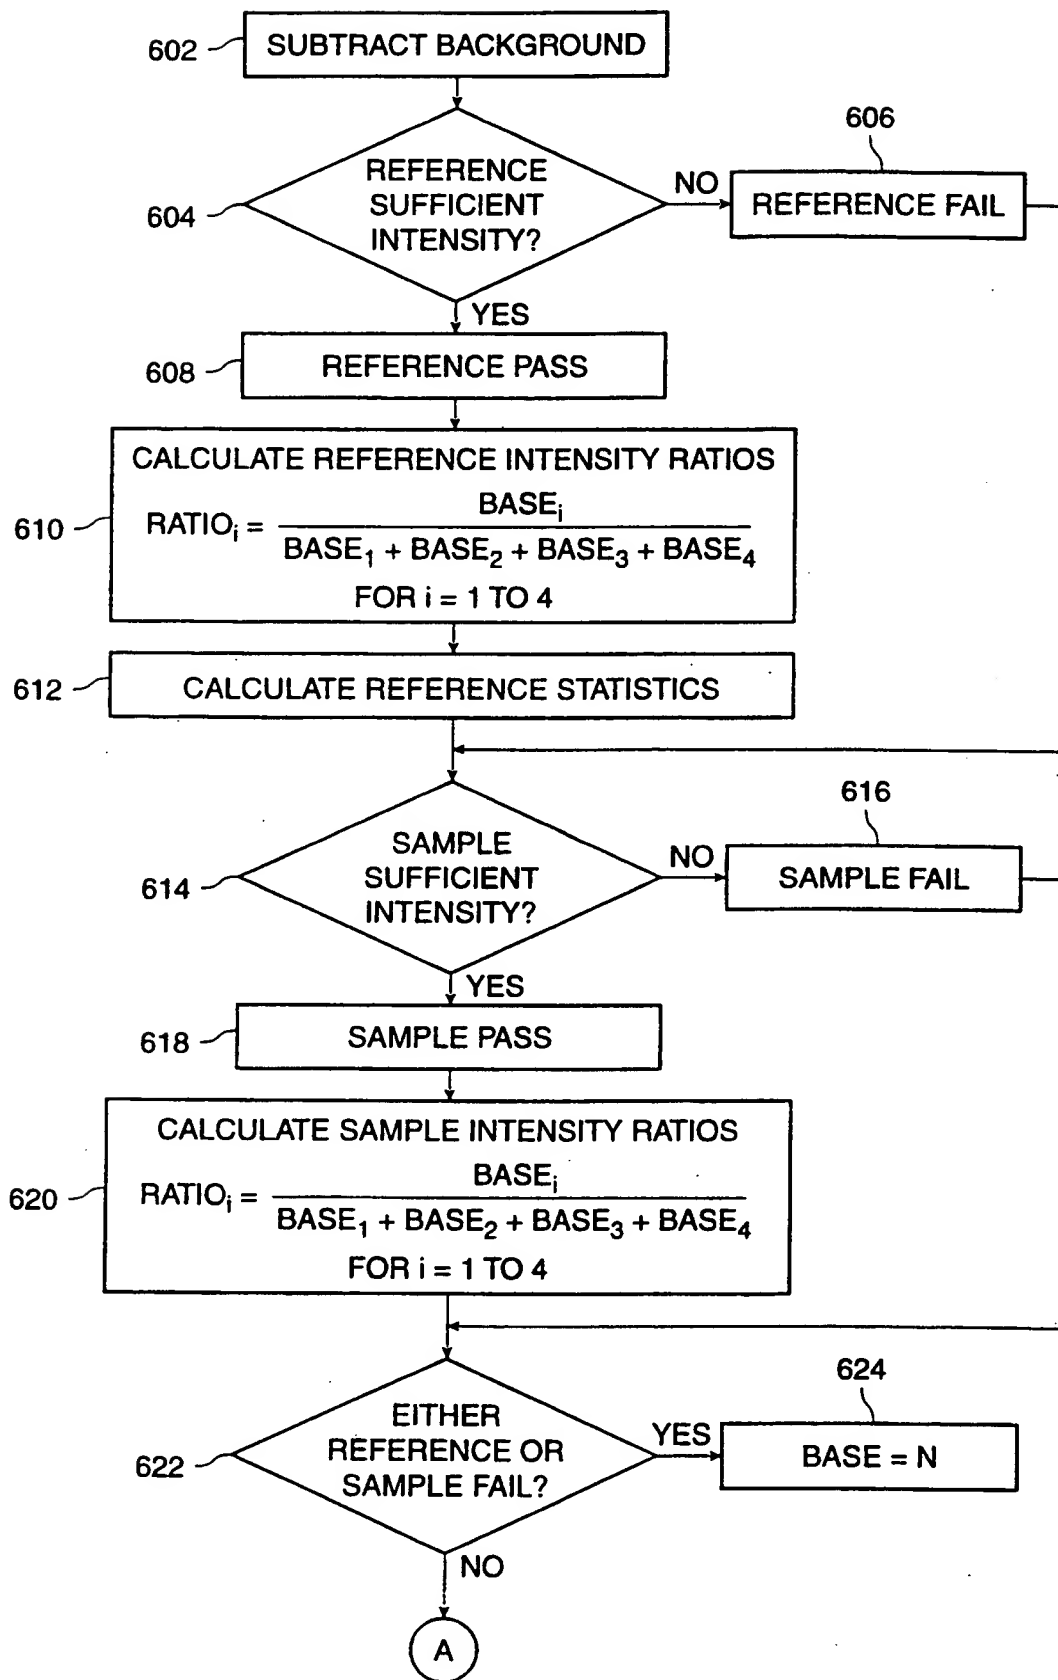 602
SUBTRACT BACKGROUND
604
REFERENCE
SUFFICIENT
INTENSITY?
NO
606
REFERENCE FAIL
YES
608
REFERENCE PASS
610
CALCULATE REFERENCE INTENSITY RATIOS
RATIOi = BASEi
BASE1 + BASE2 + BASE3 + BASE4
FOR i = 1 TO 4
612
CALCULATE REFERENCE STATISTICS
614
SAMPLE
SUFFICIENT
INTENSITY?
NO
616
SAMPLE FAIL
YES
618
SAMPLE PASS
620
CALCULATE SAMPLE INTENSITY RATIOS
RATIOi = BASEi
BASE1 + BASE2 + BASE3 + BASE4
FOR i = 1 TO 4
622
EITHER
REFERENCE OR
SAMPLE FAIL?
YES
624
BASE = N
NO
A